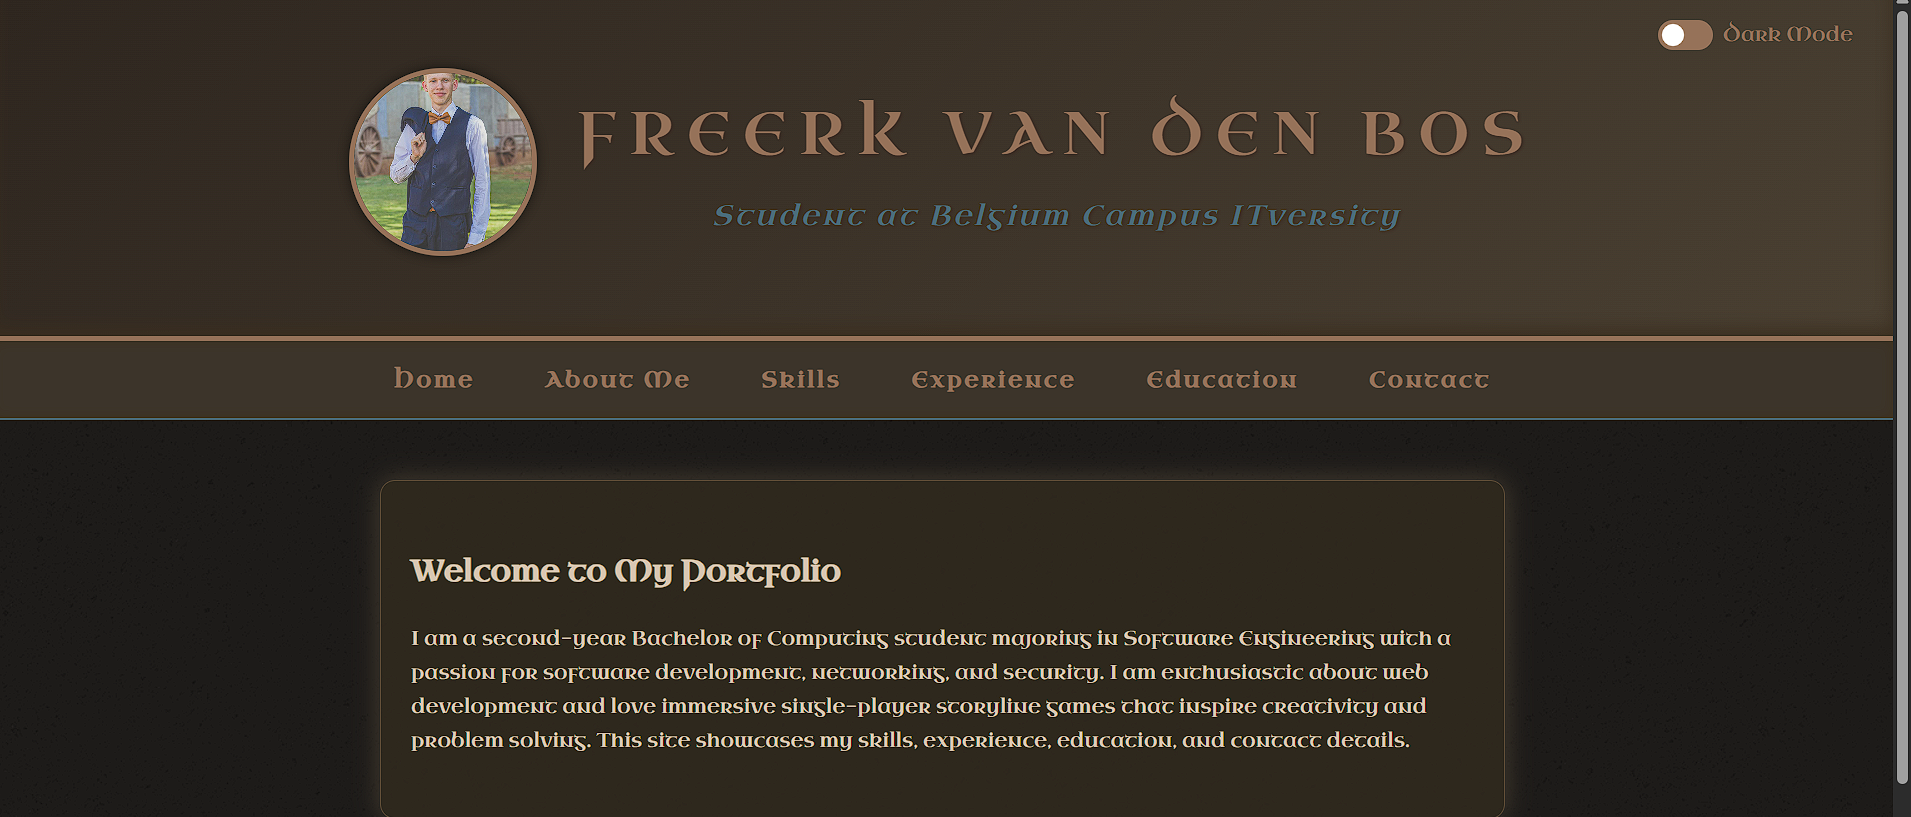 Dark Mode
FREERK VAN DEN BOS
Student at Belgium Campus ITversity
Home About Me Skills Experience Education Contact
Welcome to My Portfolio
I am a second-year Bachelor of Computing student majoring in Software Engineering with a
passion for software development, networking, and security. I am enthusiastic about web
development and love immersive single-player storyline games that inspire creativity and
problem solving. This site showcases my skills, experience, education, and contact details.